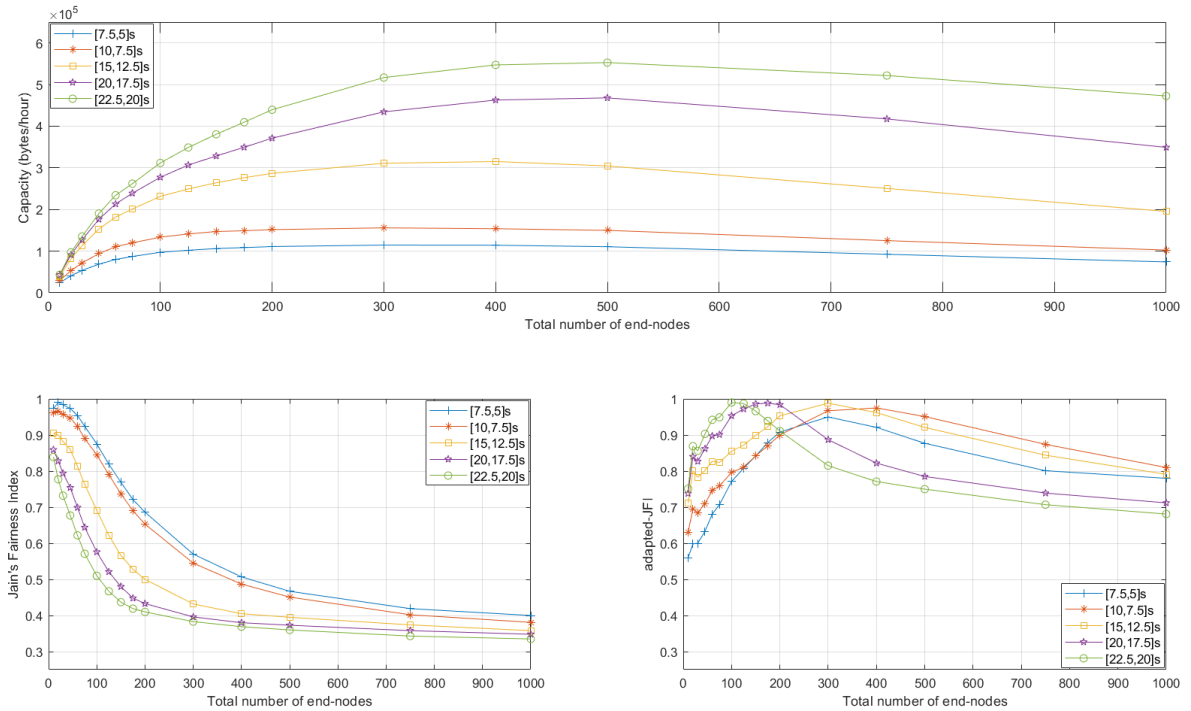 ×10⁵
6
5
4
3
2
1
0
Capacity (bytes/hour)
[7.5,5]s
[10,7.5]s
[15,12.5]s
[20,17.5]s
[22.5,20]s
0 100 200 300 400 500 600 700 800 900 1000
Total number of end-nodes
1
0.9
0.8
0.7
0.6
0.5
0.4
0.3
Jain's Fairness Index
[7.5,5]s
[10,7.5]s
[15,12.5]s
[20,17.5]s
[22.5,20]s
0 100 200 300 400 500 600 700 800 900 1000
Total number of end-nodes
1
0.9
0.8
0.7
0.6
0.5
0.4
0.3
adapted-JFI
[7.5,5]s
[10,7.5]s
[15,12.5]s
[20,17.5]s
[22.5,20]s
0 100 200 300 400 500 600 700 800 900 1000
Total number of end-nodes